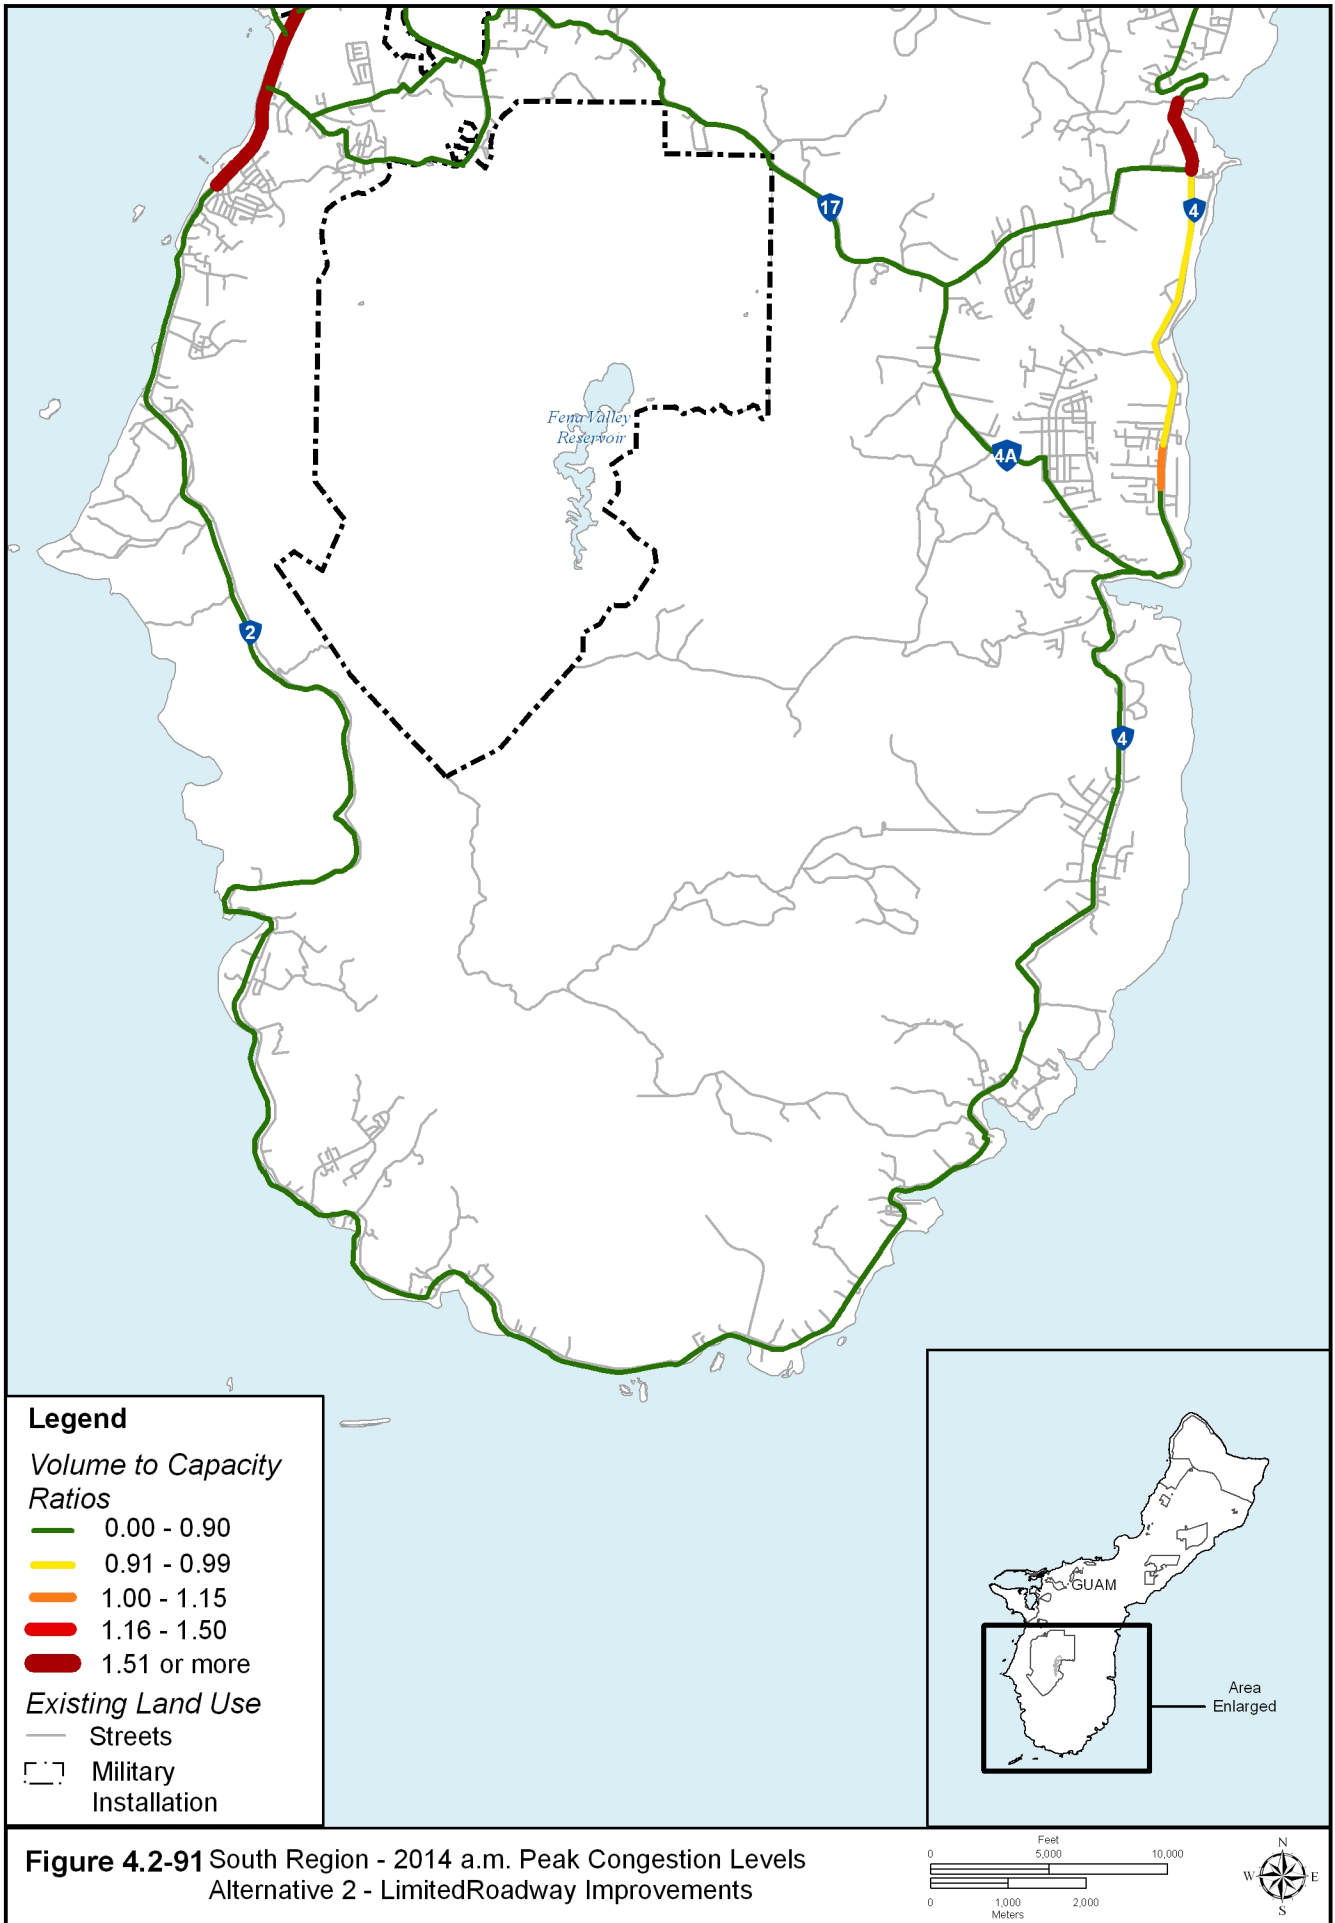 17
4
Fena Valley
Reservoir
4A
2
4
Legend
Volume to Capacity
Ratios
0.00 - 0.90
0.91 - 0.99
1.00 - 1.15
1.16 - 1.50
1.51 or more
Existing Land Use
Streets
Military
Installation
GUAM
Area
Enlarged
Figure 4.2-91 South Region - 2014 a.m. Peak Congestion Levels
Alternative 2 - LimitedRoadway Improvements
Feet
0 5,000 10,000
0 1,000 2,000
Meters
N
W E
S